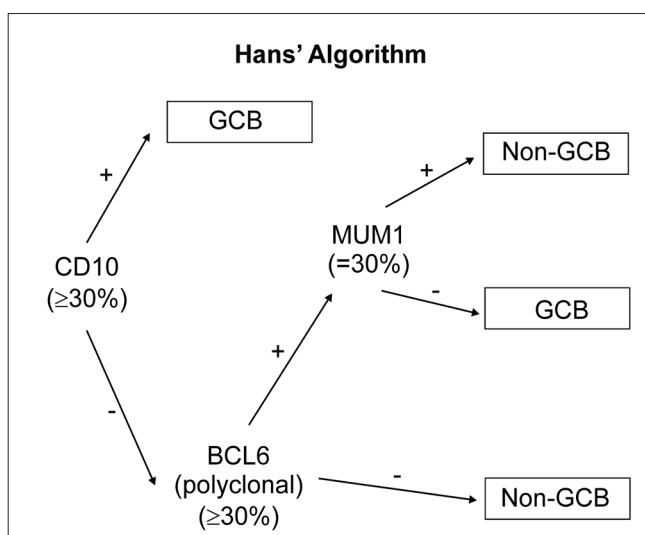 Hans’ Algorithm
GCB
+
Non-GCB
+
MUM1
(=30%)
CD10
(≥30%)
-
GCB
+
-
BCL6
(polyclonal)
(≥30%)
-
Non-GCB